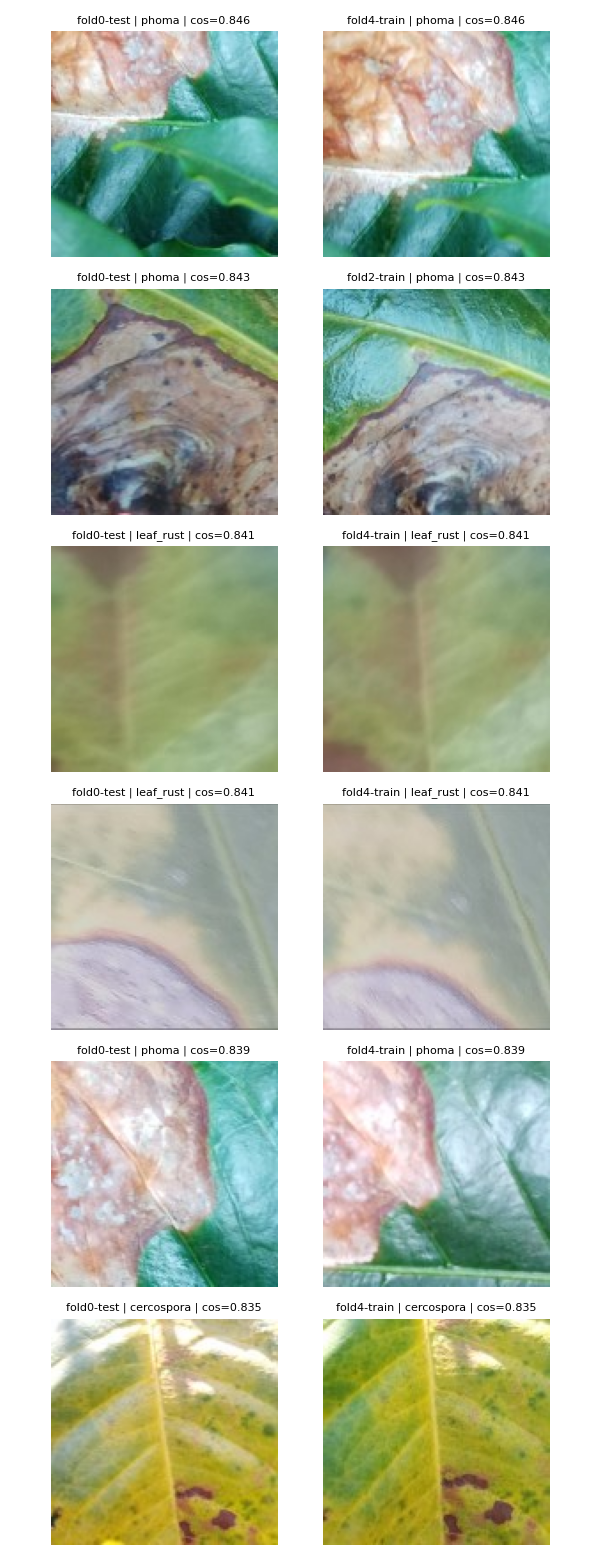 fold0-test | phoma | cos=0.846
fold4-train | phoma | cos=0.846
fold0-test | phoma | cos=0.843
fold2-train | phoma | cos=0.843
fold0-test | leaf_rust | cos=0.841
fold4-train | leaf_rust | cos=0.841
fold0-test | leaf_rust | cos=0.841
fold4-train | leaf_rust | cos=0.841
fold0-test | phoma | cos=0.839
fold4-train | phoma | cos=0.839
fold0-test | cercospora | cos=0.835
fold4-train | cercospora | cos=0.835